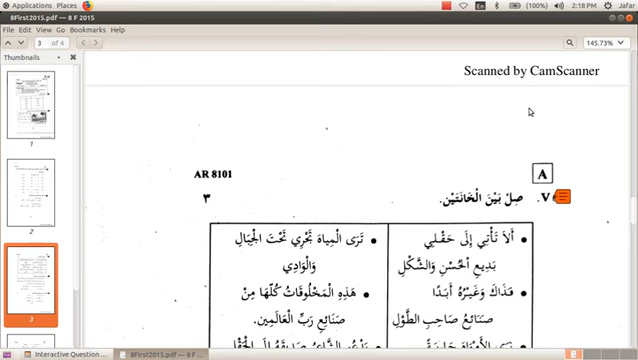 Applications Places
En
(100%)
2:18 PM
Jafar
8First2015.pdf — 8 F 2015
File Edit View Go Bookmarks Help
3 of 4
145.73%
Thumbnails
1
2
3
Scanned by CamScanner
AR 8101
A
V. صِلْ بَيْنَ الْخَانَتَيْنِ.
٣
أَلَا تَأْتِي إِلَى حَقْلِي
بَدِيعِ الْحُسْنِ وَالشَّكْلِ
فَذَاكَ وَغَيْرُهُ أَبَدًا
صَنَائِعُ صَاحِبِ الطَّوْلِ
• تَرَى الْمِيَاهَ تَجْرِي تَحْتَ الْجِبَالِ
وَالْوَادِي
• هَذِهِ الْمَخْلُوقَاتُ كُلُّهَا مِنْ
صَنَائِعِ رَبِّ الْعَالَمِينَ.
Interactive Question ...
8First2015.pdf — 8 F ...